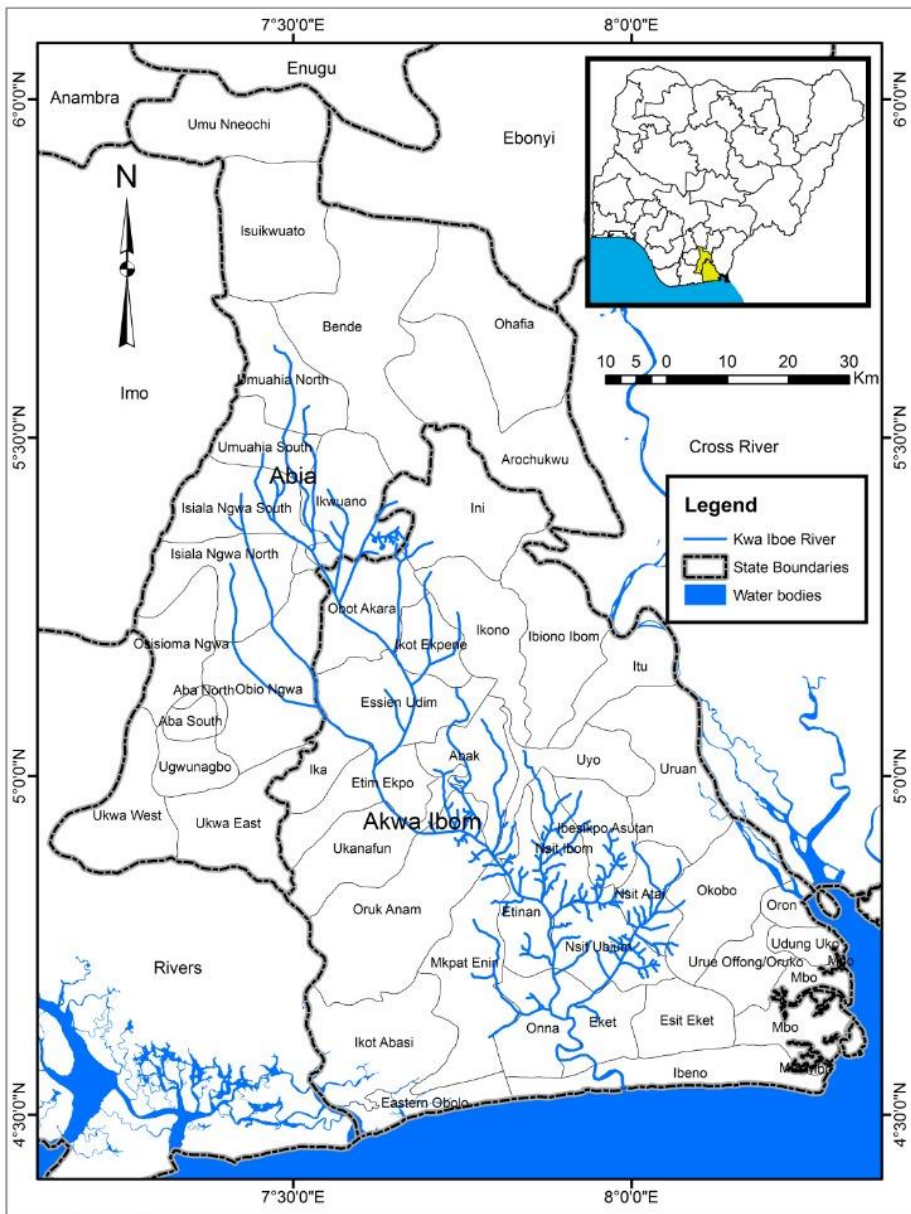 7°30'0"E
8°0'0"E
Enugu
6°0'0"N
6°0'0"N
Anambra
Umu Nneochi
Ebonyi
N
Isuikwuato
Bende
Ohafia
Imo
Umuahia North
10 5 0 10 20 30
Km
5°30'0"N
5°30'0"N
Umuahia South
Cross River
Arochukwu
Abia
Ikwuano
Isiala Ngwa South
Ini
Legend
Kwa Iboe River
State Boundaries
Water bodies
Isiala Ngwa North
Obot Akara
Ikono
Ibiono Ibom
Osisioma Ngwa
Ikot Ekpene
Itu
Aba North
Obio Ngwa
Essien Udim
Aba South
Abak
Uyo
Ugwunagbo
Ika
Etim Ekpo
Uruan
5°0'0"N
5°0'0"N
Ukwa West
Ukwa East
Akwa Ibom
Ibesikpo Asutan
Ukanafun
Nsit Ibom
Nsit Atai
Okobo
Oron
Oruk Anam
Etinan
Udung Uko
Nsit Ubium
Rivers
Mkpat Enin
Urue Offong/Oruko
Mbo
Mbo
Mbo
Onna
Eket
Esit Eket
Ikot Abasi
Ibeno
Mbo
Eastern Obolo
4°30'0"N
4°30'0"N
7°30'0"E
8°0'0"E